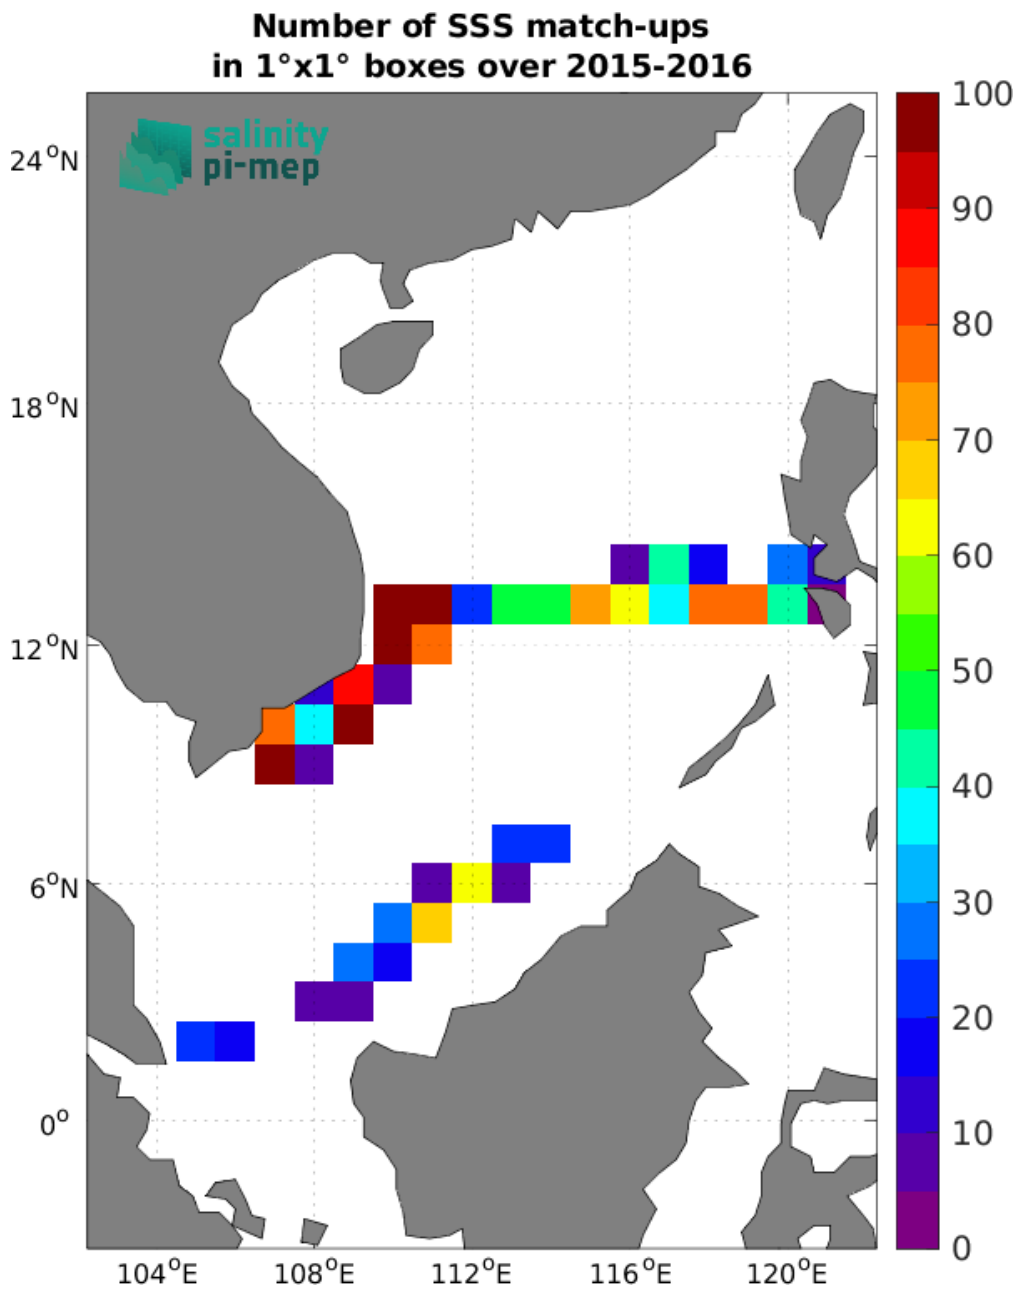 Number of SSS match-ups
in 1°x1° boxes over 2015-2016
salinity
pi-mep
24°N
18°N
12°N
6°N
0°
104°E
108°E
112°E
116°E
120°E
100
90
80
70
60
50
40
30
20
10
0